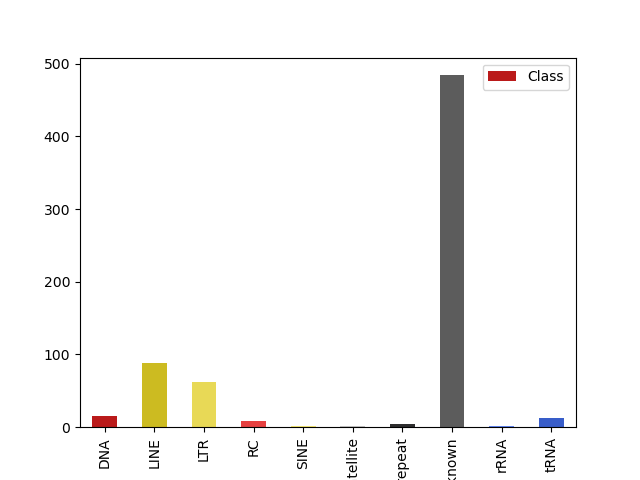 500
400
300
200
100
0
Class
DNA
LINE
LTR
RC
SINE
tellite
repeat
known
rRNA
tRNA